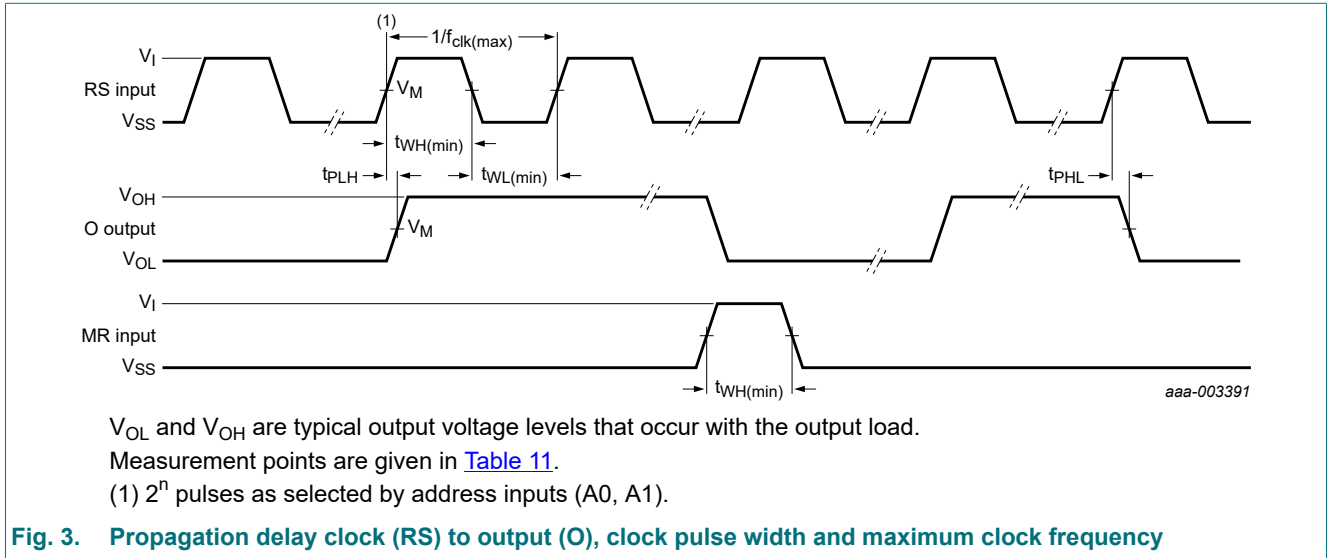 (1)
1/fclk(max)
VI
RS input
VM
VSS
tWH(min)
tPLH
tWL(min)
tPHL
VOH
O output
VM
VOL
VI
MR input
VSS
tWH(min)
aaa-003391
VOL and VOH are typical output voltage levels that occur with the output load.
Measurement points are given in Table 11.
(1) 2^n pulses as selected by address inputs (A0, A1).
Fig. 3. Propagation delay clock (RS) to output (O), clock pulse width and maximum clock frequency